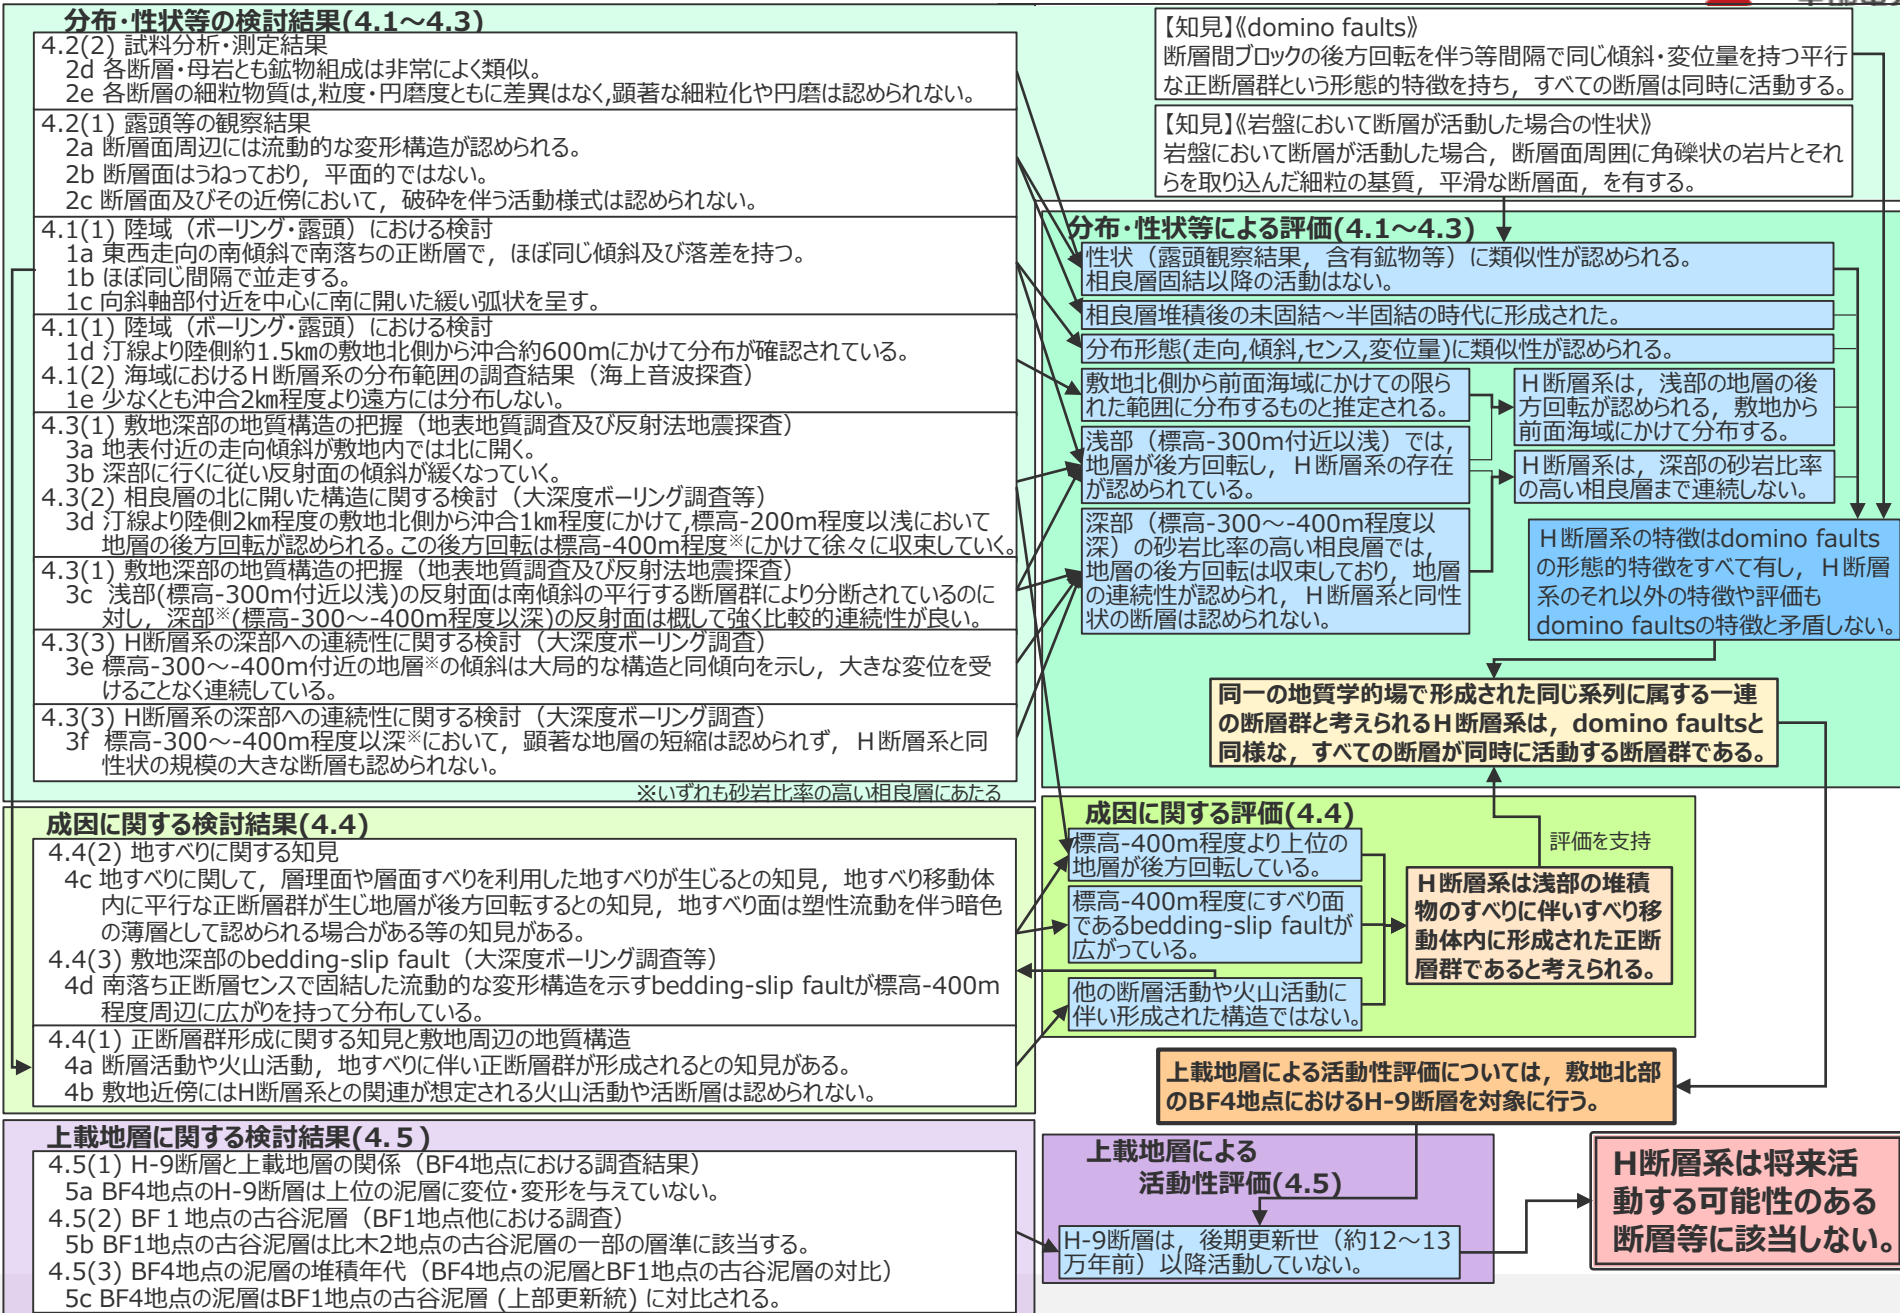 分布・性状等の検討結果(4.1～4.3)
4.2(2) 試料分析・測定結果
2d 各断層・母岩とも鉱物組成は非常によく類似。
2e 各断層の細粒物質は,粒度・円磨度ともに差異はなく,顕著な細粒化や円磨は認められない。
4.2(1) 露頭等の観察結果
2a 断層面周辺には流動的な変形構造が認められる。
2b 断層面はうねっており，平面的ではない。
2c 断層面及びその近傍において，破砕を伴う活動様式は認められない。
4.1(1) 陸域（ボーリング・露頭）における検討
1a 東西走向の南傾斜で南落ちの正断層で，ほぼ同じ傾斜及び落差を持つ。
1b ほぼ同じ間隔で並走する。
1c 向斜軸部付近を中心に南に開いた緩い弧状を呈す。
4.1(1) 陸域（ボーリング・露頭）における検討
1d 汀線より陸側約1.5kmの敷地北側から沖合約600mにかけて分布が確認されている。
4.1(2) 海域におけるH断層系の分布範囲の調査結果（海上音波探査）
1e 少なくとも沖合2km程度より遠方には分布しない。
4.3(1) 敷地深部の地質構造の把握（地表地質調査及び反射法地震探査）
3a 地表付近の走向傾斜が敷地内では北に開く。
3b 深部に行くに従い反射面の傾斜が緩くなっていく。
4.3(2) 相良層の北に開いた構造に関する検討（大深度ボーリング調査等）
3d 汀線より陸側2km程度の敷地北側から沖合1km程度にかけて,標高-200m程度以浅において
地層の後方回転が認められる。この後方回転は標高-400m程度※にかけて徐々に収束していく。
4.3(1) 敷地深部の地質構造の把握（地表地質調査及び反射法地震探査）
3c 浅部(標高-300m付近以浅)の反射面は南傾斜の平行する断層群により分断されているのに
対し，深部※(標高-300～-400m程度以深)の反射面は概して強く比較的連続性が良い。
4.3(3) H断層系の深部への連続性に関する検討（大深度ボーリング調査）
3e 標高-300～-400m付近の地層※の傾斜は大局的な構造と同傾向を示し，大きな変位を受
けることなく連続している。
4.3(3) H断層系の深部への連続性に関する検討（大深度ボーリング調査）
3f 標高-300～-400m程度以深※において，顕著な地層の短縮は認められず，H断層系と同
性状の規模の大きな断層も認められない。
※いずれも砂岩比率の高い相良層にあたる
【知見】《domino faults》
断層間ブロックの後方回転を伴う等間隔で同じ傾斜・変位量を持つ平行
な正断層群という形態的特徴を持ち，すべての断層は同時に活動する。
【知見】《岩盤において断層が活動した場合の性状》
岩盤において断層が活動した場合，断層面周囲に角礫状の岩片とそれ
らを取り込んだ細粒の基質，平滑な断層面，を有する。
分布・性状等による評価(4.1～4.3)
性状（露頭観察結果，含有鉱物等）に類似性が認められる。
相良層固結以降の活動はない。
相良層堆積後の未固結～半固結の時代に形成された。
分布形態(走向,傾斜,センス,変位量)に類似性が認められる。
敷地北側から前面海域にかけての限ら
れた範囲に分布するものと推定される。
浅部（標高-300m付近以浅）では，
地層が後方回転し，H断層系の存在
が認められている。
深部（標高-300～-400m程度以
深）の砂岩比率の高い相良層では，
地層の後方回転は収束しており，地層
の連続性が認められ，H断層系と同性
状の断層は認められない。
H断層系は，浅部の地層の後
方回転が認められる，敷地から
前面海域にかけて分布する。
H断層系は，深部の砂岩比率
の高い相良層まで連続しない。
H断層系の特徴はdomino faults
の形態的特徴をすべて有し，H断層
系のそれ以外の特徴や評価も
domino faultsの特徴と矛盾しない。
同一の地質学的場で形成された同じ系列に属する一連
の断層群と考えられるH断層系は，domino faultsと
同様な，すべての断層が同時に活動する断層群である。
成因に関する検討結果(4.4)
4.4(2) 地すべりに関する知見
4c 地すべりに関して，層理面や層面すべりを利用した地すべりが生じるとの知見，地すべり移動体
内に平行な正断層群が生じ地層が後方回転するとの知見，地すべり面は塑性流動を伴う暗色
の薄層として認められる場合がある等の知見がある。
4.4(3) 敷地深部のbedding-slip fault（大深度ボーリング調査等）
4d 南落ち正断層センスで固結した流動的な変形構造を示すbedding-slip faultが標高-400m
程度周辺に広がりを持って分布している。
4.4(1) 正断層群形成に関する知見と敷地周辺の地質構造
4a 断層活動や火山活動，地すべりに伴い正断層群が形成されるとの知見がある。
4b 敷地近傍にはH断層系との関連が想定される火山活動や活断層は認められない。
成因に関する評価(4.4)
標高-400m程度より上位の
地層が後方回転している。
標高-400m程度にすべり面
であるbedding-slip faultが
広がっている。
他の断層活動や火山活動に
伴い形成された構造ではない。
評価を支持
H断層系は浅部の堆積
物のすべりに伴いすべり移
動体内に形成された正断
層群であると考えられる。
上載地層による活動性評価については，敷地北部
のBF4地点におけるH-9断層を対象に行う。
上載地層に関する検討結果(4.５)
4.5(1) H-9断層と上載地層の関係（BF4地点における調査結果）
5a BF4地点のH-9断層は上位の泥層に変位・変形を与えていない。
4.5(2) BF１地点の古谷泥層（BF1地点他における調査）
5b BF1地点の古谷泥層は比木2地点の古谷泥層の一部の層準に該当する。
4.5(3) BF4地点の泥層の堆積年代（BF4地点の泥層とBF1地点の古谷泥層の対比）
5c BF4地点の泥層はBF1地点の古谷泥層 (上部更新統) に対比される。
上載地層による
活動性評価(4.5)
H-9断層は，後期更新世（約12～13
万年前）以降活動していない。
H断層系は将来活
動する可能性のある
断層等に該当しない。